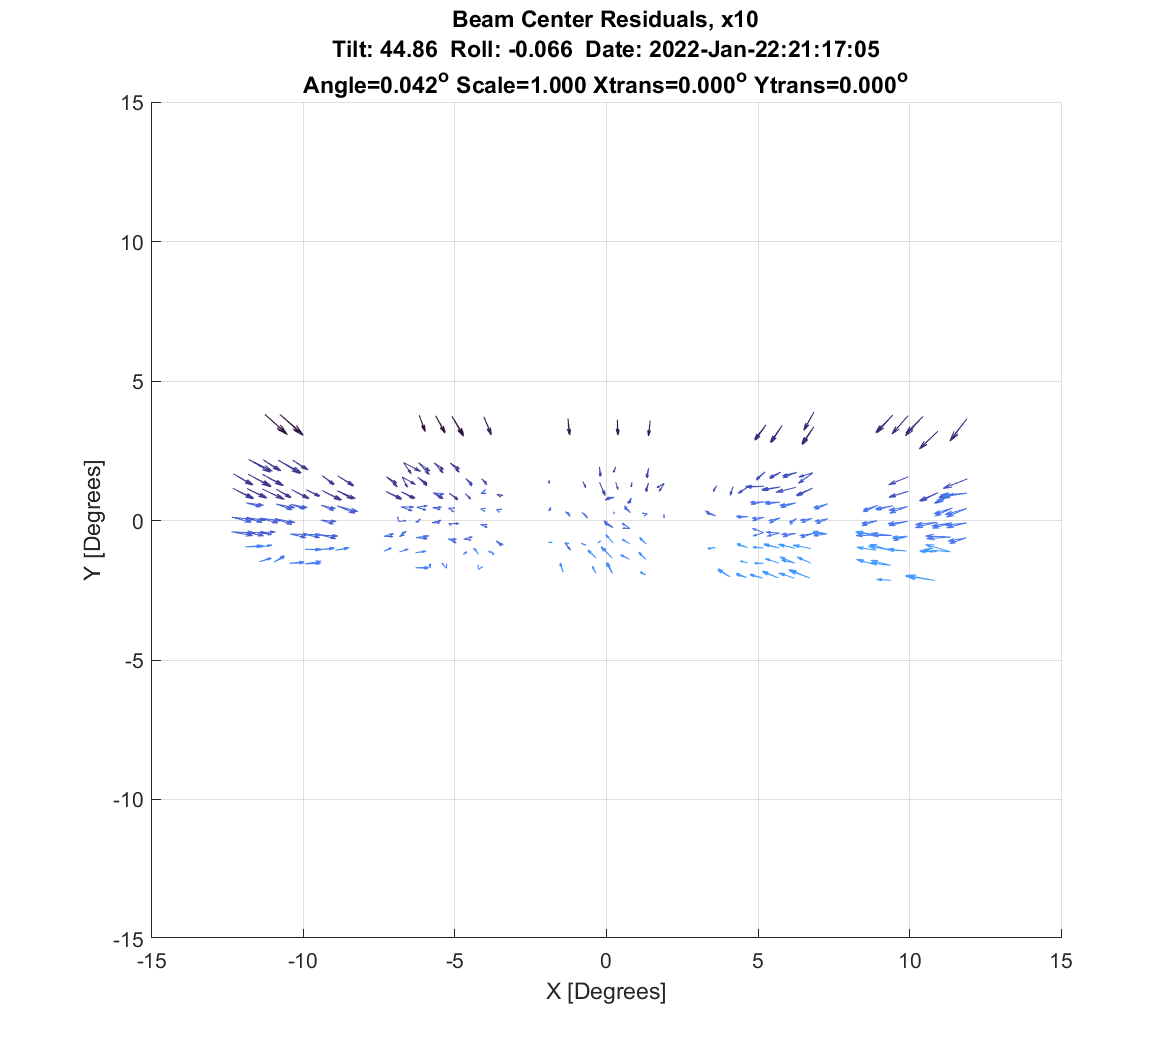 Beam Center Residuals, x10
Tilt: 44.86 Roll: -0.066 Date: 2022-Jan-22:21:17:05
Angle=0.042° Scale=1.000 Xtrans=0.000° Ytrans=0.000°
15
10
5
0
-5
-10
-15
Y [Degrees]
-15 -10 -5 0 5 10 15
X [Degrees]